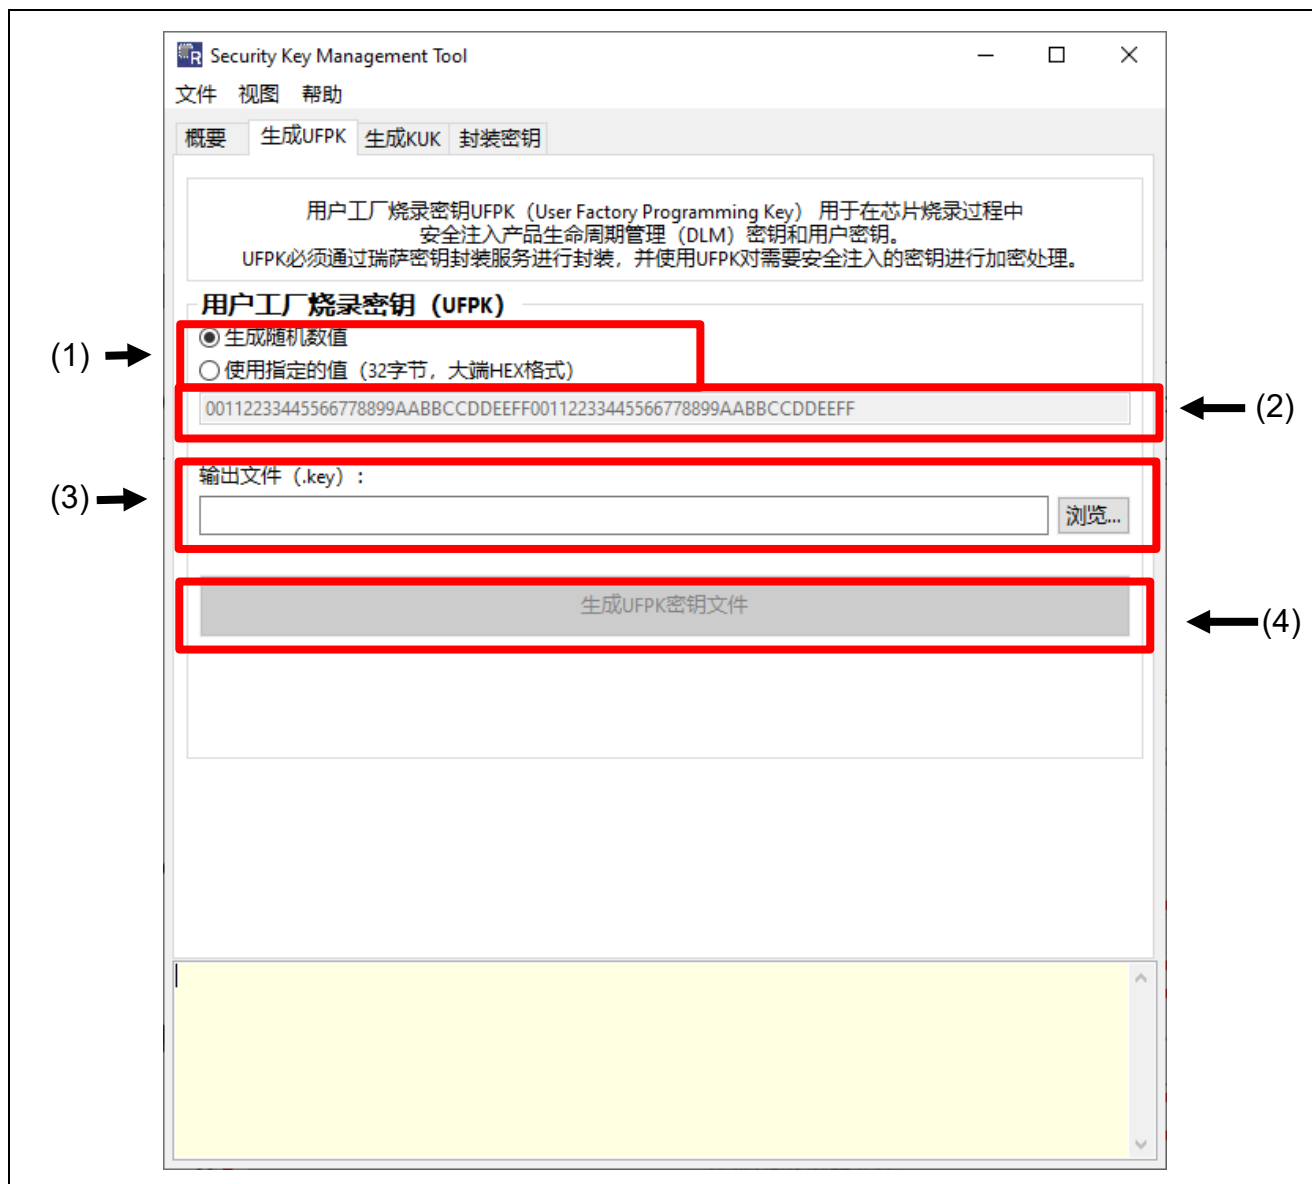 Security Key Management Tool
文件 视图 帮助
概要 生成UFPK 生成KUK 封装密钥
用户工厂烧录密钥UFPK（User Factory Programming Key） 用于在芯片烧录过程中
安全注入产品生命周期管理（DLM）密钥和用户密钥。
UFPK必须通过瑞萨密钥封装服务进行封装，并使用UFPK对需要安全注入的密钥进行加密处理。
用户工厂烧录密钥（UFPK）
(1)
生成随机数值
使用指定的值（32字节，大端HEX格式）
00112233445566778899AABBCCDDEEFF00112233445566778899AABBCCDDEEFF
(2)
(3)
输出文件（.key）：
浏览...
生成UFPK密钥文件
(4)